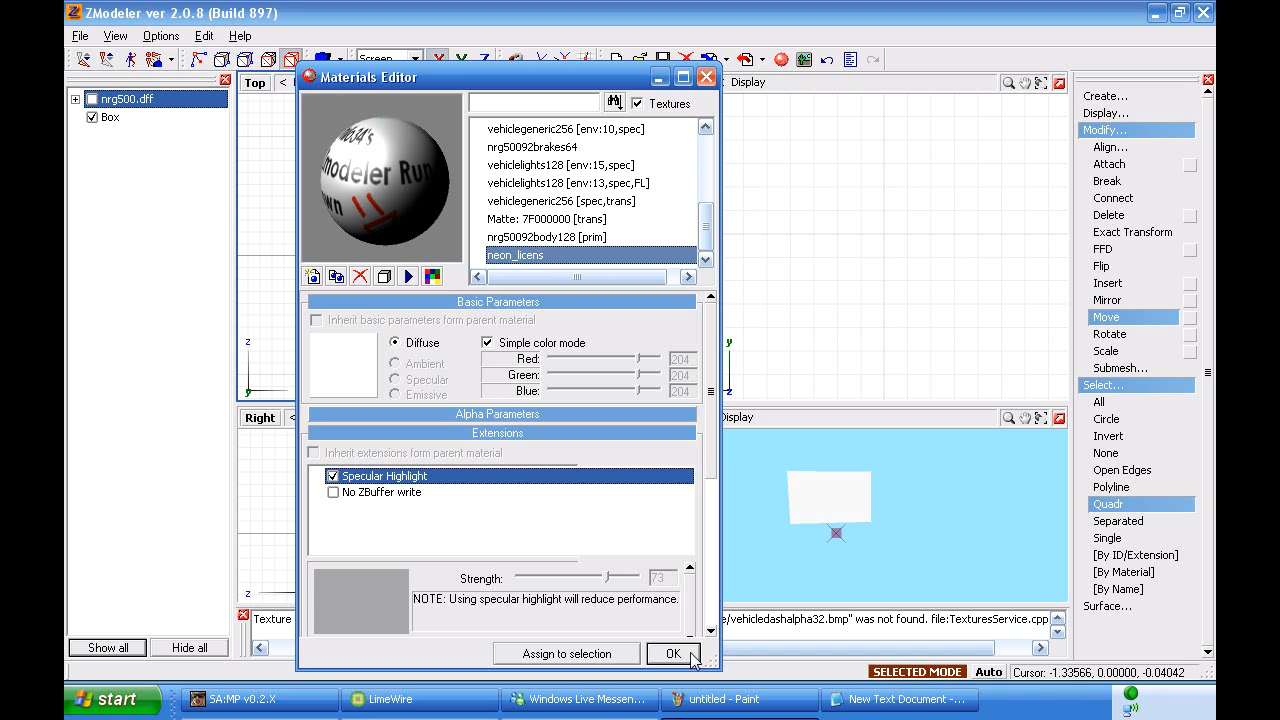 ZModeler ver 2.0.8 (Build 897)
File View Options Edit Help
Screen
nrg500.dff
Box
Show all
Hide all
Top
Display
Right
Display
Materials Editor
634's
modeler Run
wn
Textures
vehiclegeneric256 [env:10,spec]
nrg50092brakes64
vehiclelights128 [env:15,spec]
vehiclelights128 [env:13,spec,FL]
vehiclegeneric256 [spec,trans]
Matte: 7F000000 [trans]
nrg50092body128 [prim]
neon_licens
Basic Parameters
Inherit basic parameters form parent material
Diffuse
Ambient
Specular
Emissive
Simple color mode
Red: 204
Green: 204
Blue: 204
Alpha Parameters
Extensions
Inherit extensions form parent material
Specular Highlight
No ZBuffer write
Strength: 73
NOTE: Using specular highlight will reduce performance.
Assign to selection
OK
z
y
y
z
z
Create...
Display...
Modify...
Align...
Attach
Break
Connect
Delete
Exact Transform
FFD
Flip
Insert
Mirror
Move
Rotate
Scale
Submesh...
Select...
All
Circle
Invert
None
Open Edges
Polyline
Quadr
Separated
Single
[By ID/Extension]
[By Material]
[By Name]
Surface...
Texture
e/vehicledashalpha32.bmp" was not found. file:TexturesService.cpp
SELECTED MODE
Auto
Cursor: -1.33566, 0.00000, -0.04042
start
SA:MP v0.2.X
LimeWire
Windows Live Messen...
untitled - Paint
New Text Document -...